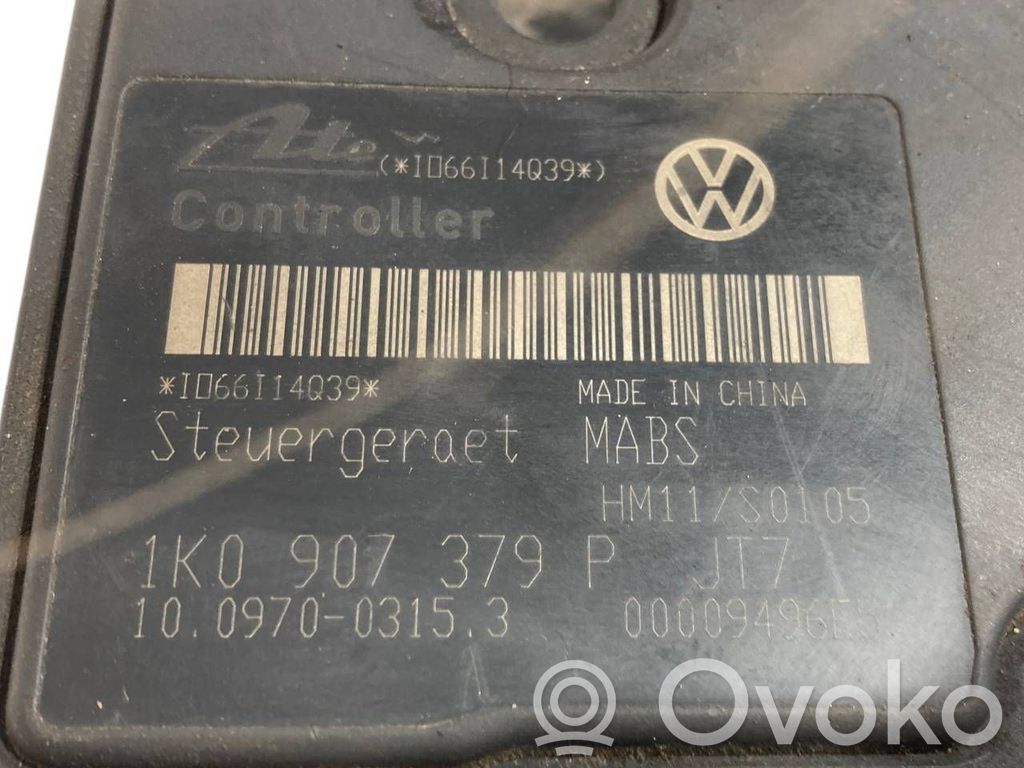 Ate (*I066I14Q39*)
Controller
*I066I14Q39* MADE IN CHINA
Steuergeraet MABS
HM11/S0105
1K0 907 379 P JT7
10.0970-0315.3 00009496E5
Ovoko